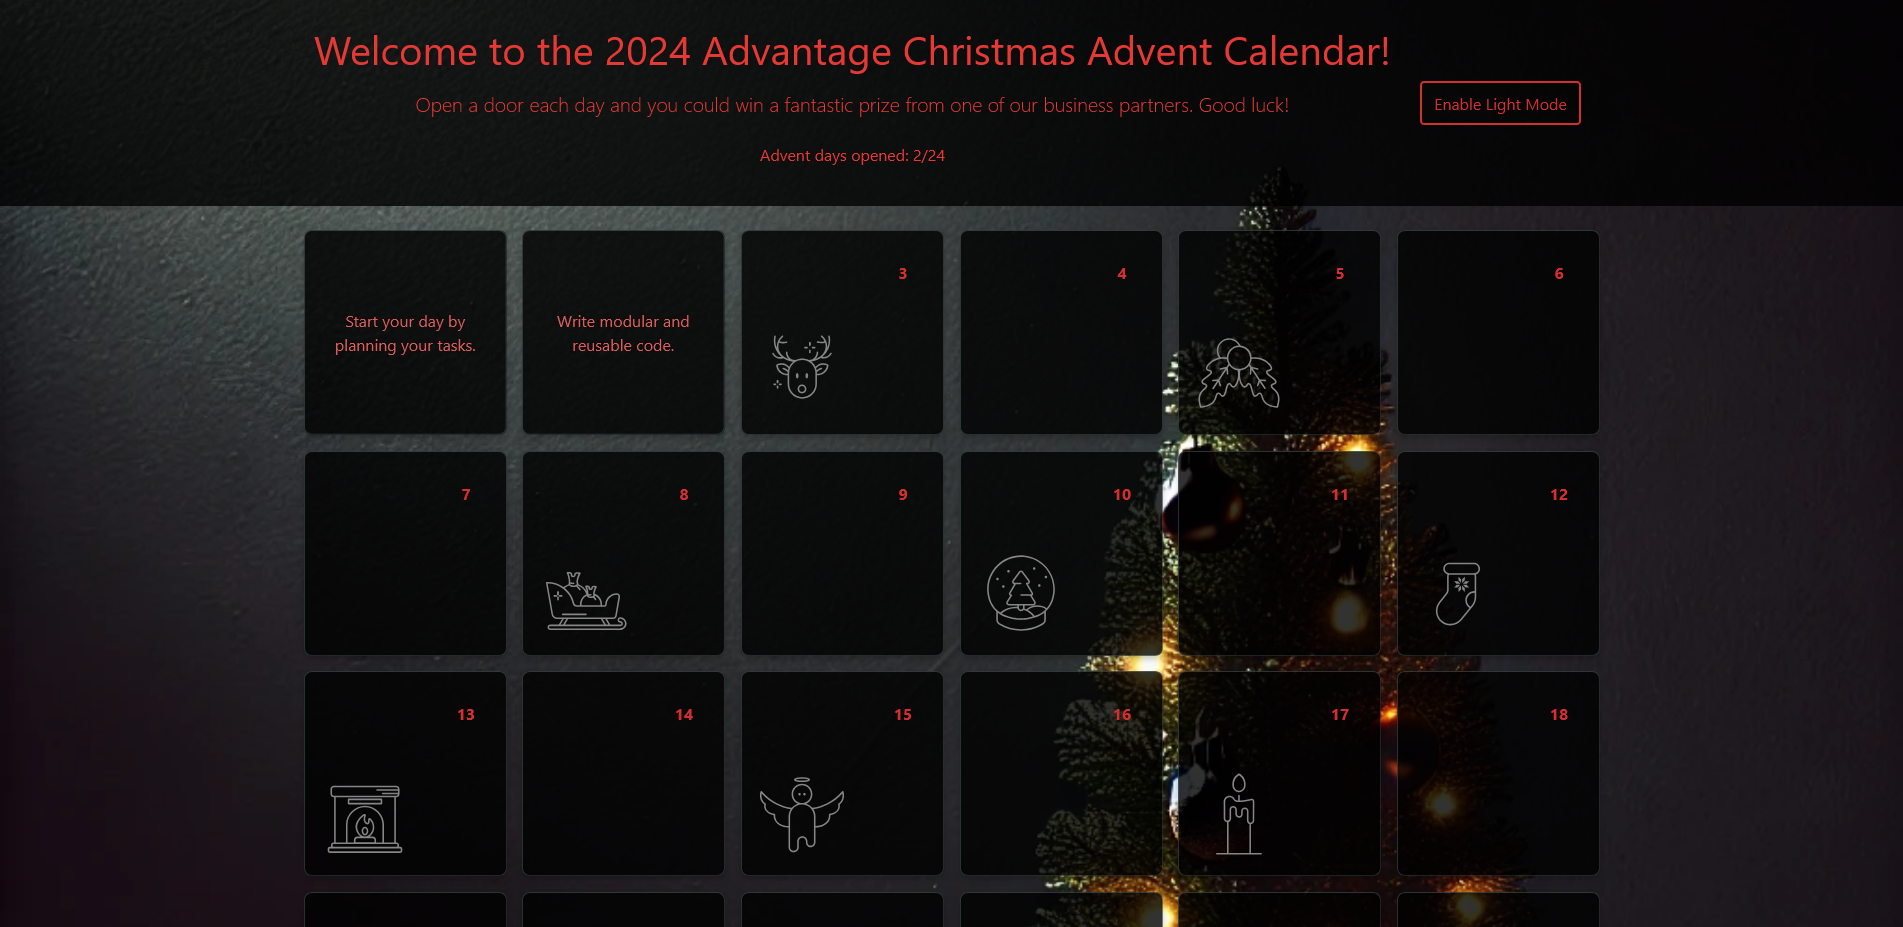 Welcome to the 2024 Advantage Christmas Advent Calendar!
Open a door each day and you could win a fantastic prize from one of our business partners. Good luck!
Enable Light Mode
Advent days opened: 2/24
Start your day by
planning your tasks.
Write modular and
reusable code.
3
4
5
6
7
8
9
10
11
12
13
14
15
16
17
18